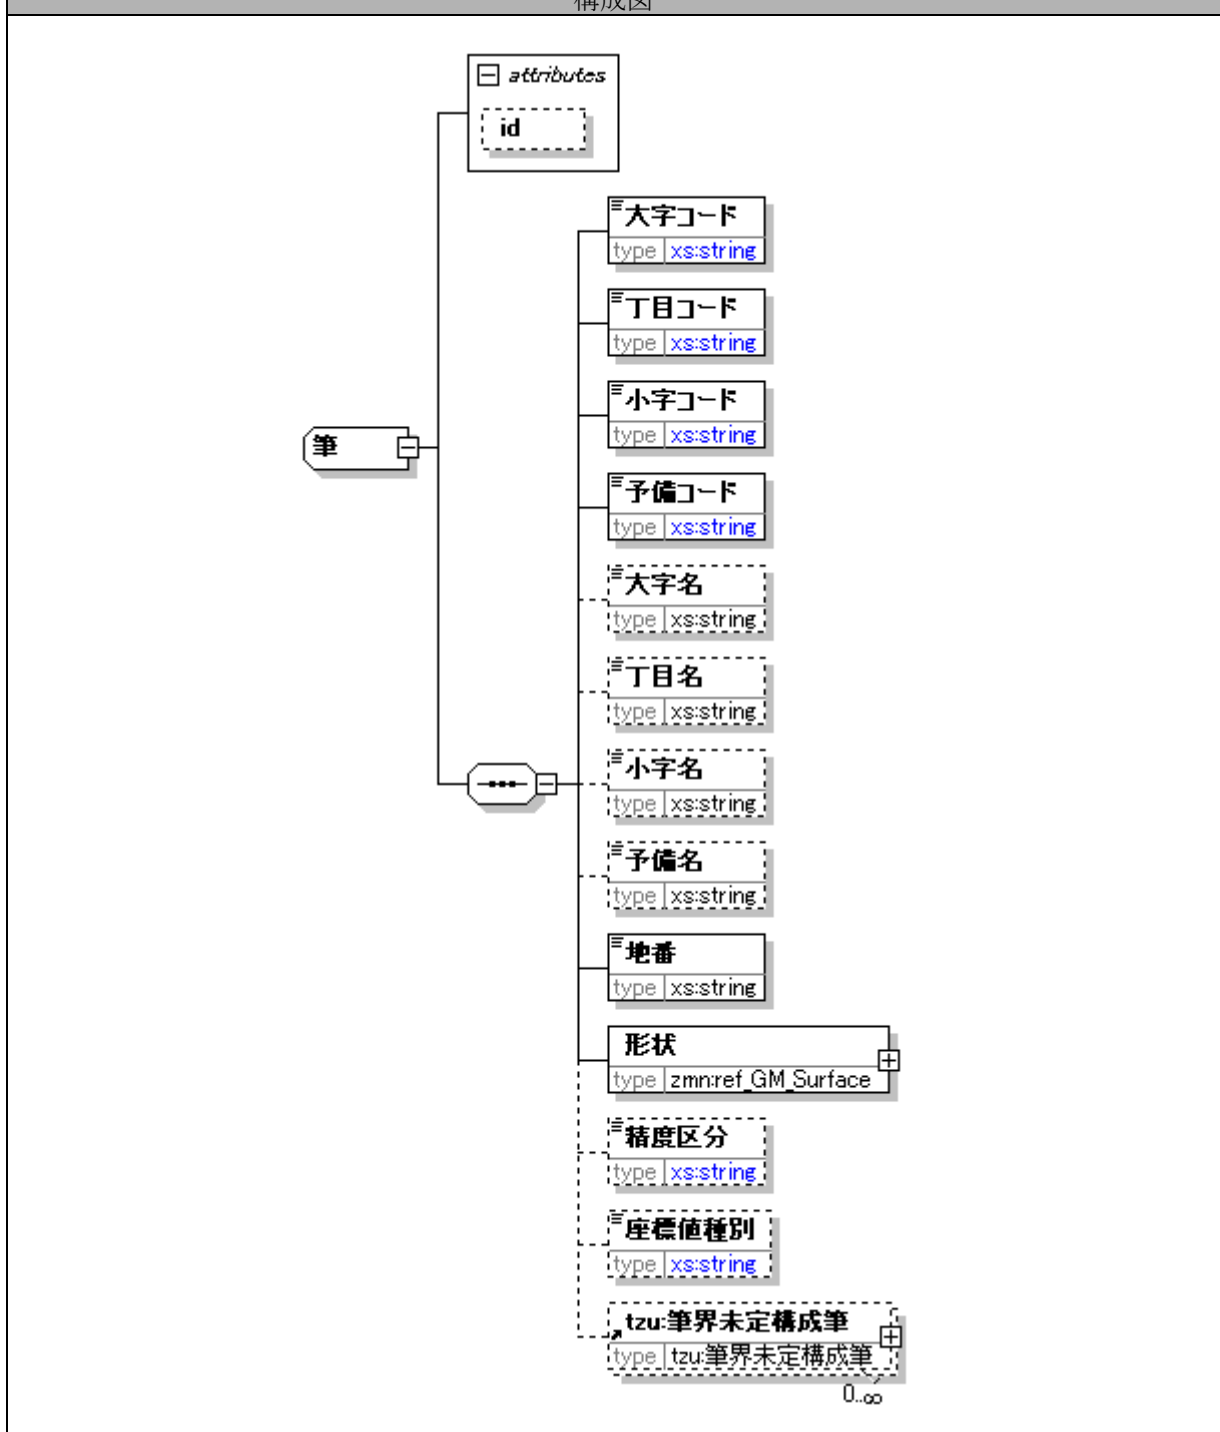 構成図
attributes
id
大字コード
type xs:string
丁目コード
type xs:string
小字コード
type xs:string
筆
予備コード
type xs:string
大字名
type xs:string
丁目名
type xs:string
小字名
type xs:string
予備名
type xs:string
地番
type xs:string
形状
type zmn:ref_GM_Surface
精度区分
type xs:string
座標値種別
type xs:string
tzu:筆界未定構成筆
type tzu:筆界未定構成筆
0..∞